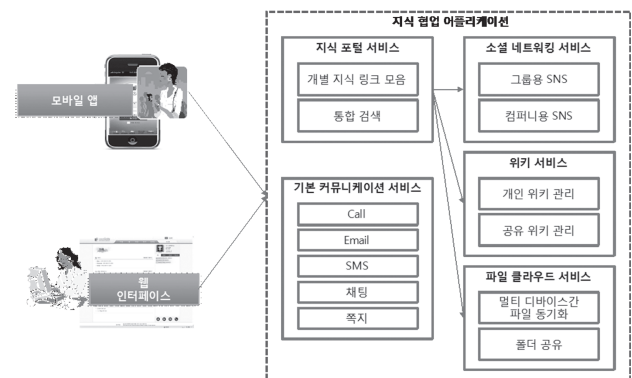 지식 협업 어플리케이션
모바일 앱
웹
인터페이스
지식 포털 서비스
개별 지식 링크 모음
통합 검색
기본 커뮤니케이션 서비스
Call
Email
SMS
채팅
쪽지
소셜 네트워킹 서비스
그룹용 SNS
컴퍼니용 SNS
위키 서비스
개인 위키 관리
공유 위키 관리
파일 클라우드 서비스
멀티 디바이스간
파일 동기화
폴더 공유